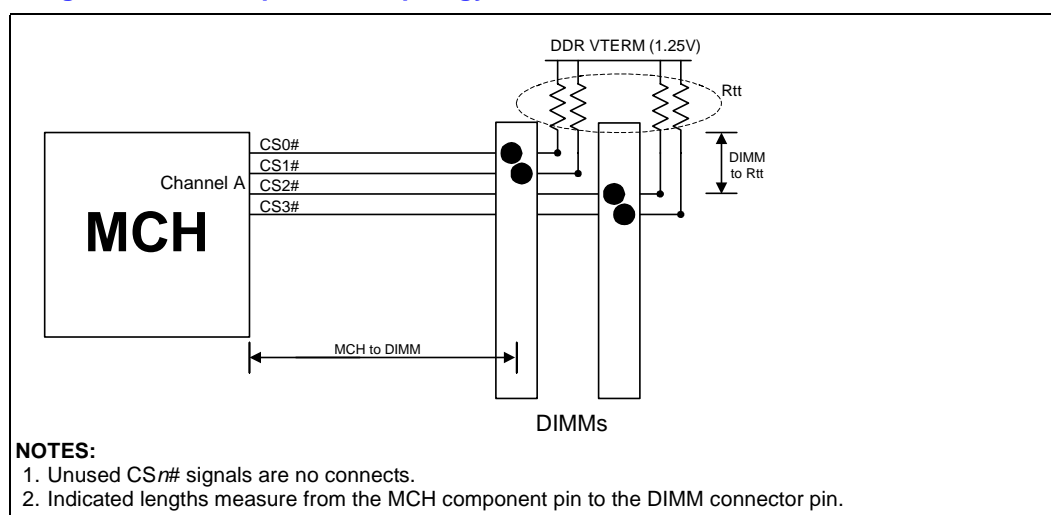 DDR VTERM (1.25V)
Rtt
CS0#
CS1#
Channel A
CS2#
CS3#
MCH
DIMM
to Rtt
MCH to DIMM
DIMMs
NOTES:
1. Unused CSn# signals are no connects.
2. Indicated lengths measure from the MCH component pin to the DIMM connector pin.